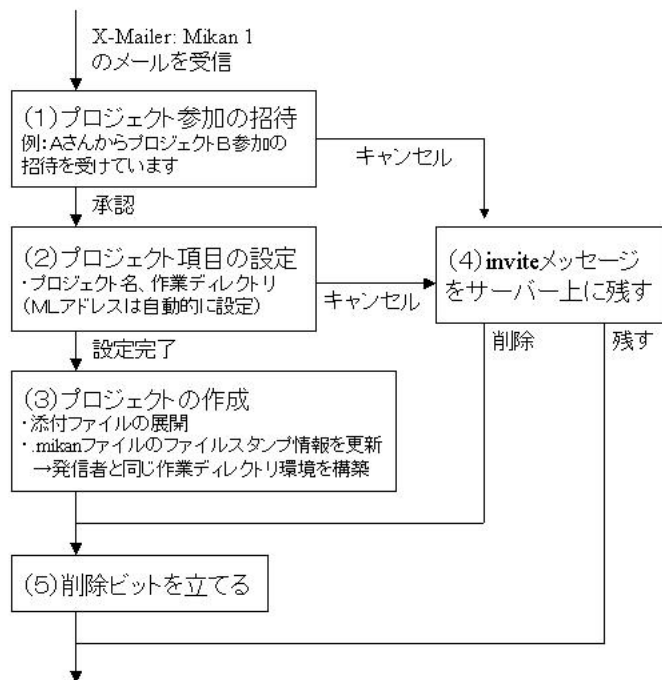 X-Mailer: Mikan 1
のメールを受信
(1)プロジェクト参加の招待
例:AさんからプロジェクトB参加の
招待を受けています
キャンセル
承認
(2)プロジェクト項目の設定
・プロジェクト名、作業ディレクトリ
(MLアドレスは自動的に設定)
キャンセル
(4)inviteメッセージ
をサーバー上に残す
設定完了
削除
残す
(3)プロジェクトの作成
・添付ファイルの展開
・.mikanファイルのファイルスタンプ情報を更新
→発信者と同じ作業ディレクトリ環境を構築
(5)削除ビットを立てる